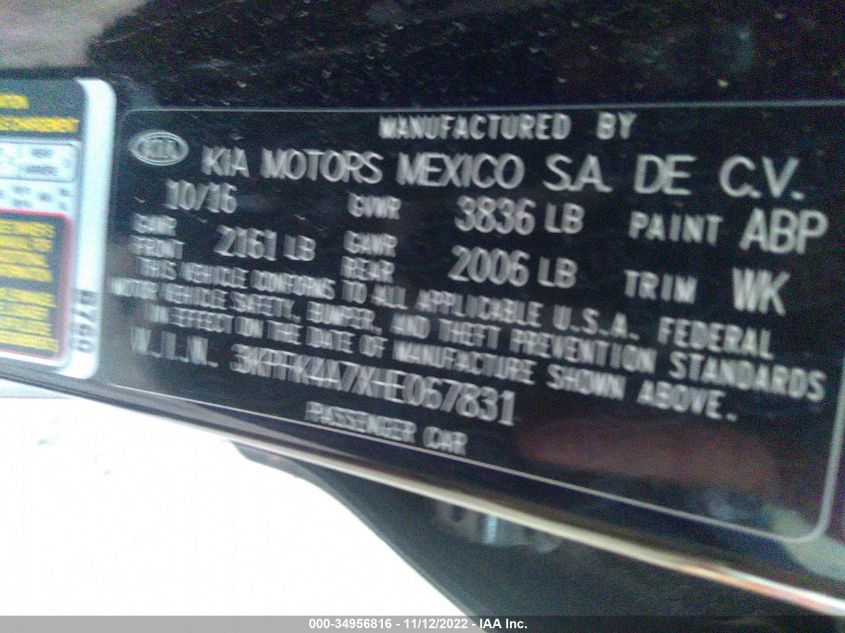 KIA
MANUFACTURED BY
KIA MOTORS MEXICO S.A. DE C.V.
10/16 GVWR 3836 LB PAINT ABP
GAWR FRONT 2161 LB GAWR REAR 2006 LB TRIM WK
THIS VEHICLE CONFORMS TO ALL APPLICABLE U.S.A. FEDERAL
MOTOR VEHICLE SAFETY, BUMPER, AND THEFT PREVENTION STANDARDS
IN EFFECT ON THE DATE OF MANUFACTURE SHOWN ABOVE.
V.I.N. 3KPFK4A7XHE067831
PASSENGER CAR
000-34956816 - 11/12/2022 - IAA Inc.